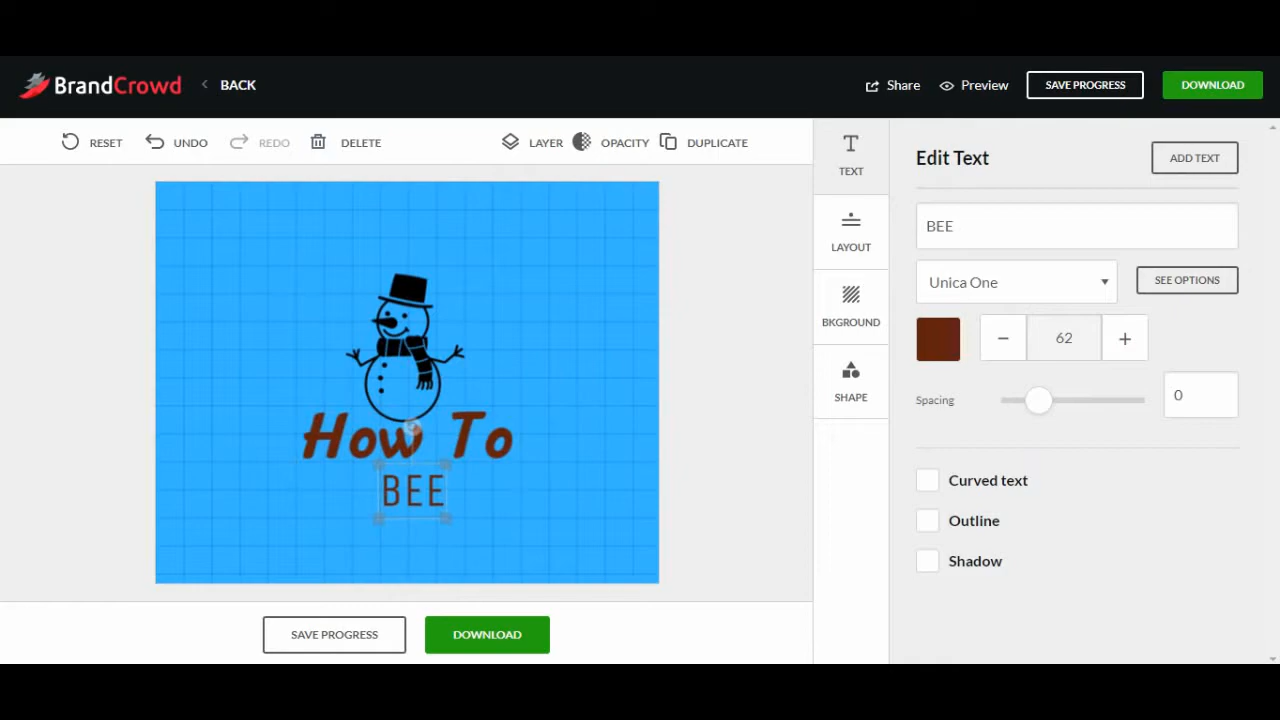 BrandCrowd BACK Share Preview SAVE PROGRESS DOWNLOAD
RESET UNDO REDO DELETE LAYER OPACITY DUPLICATE
TEXT
LAYOUT
BKGROUND
SHAPE
Edit Text ADD TEXT
BEE
Unica One SEE OPTIONS
62
Spacing 0
Curved text
Outline
Shadow
How To
BEE
SAVE PROGRESS DOWNLOAD